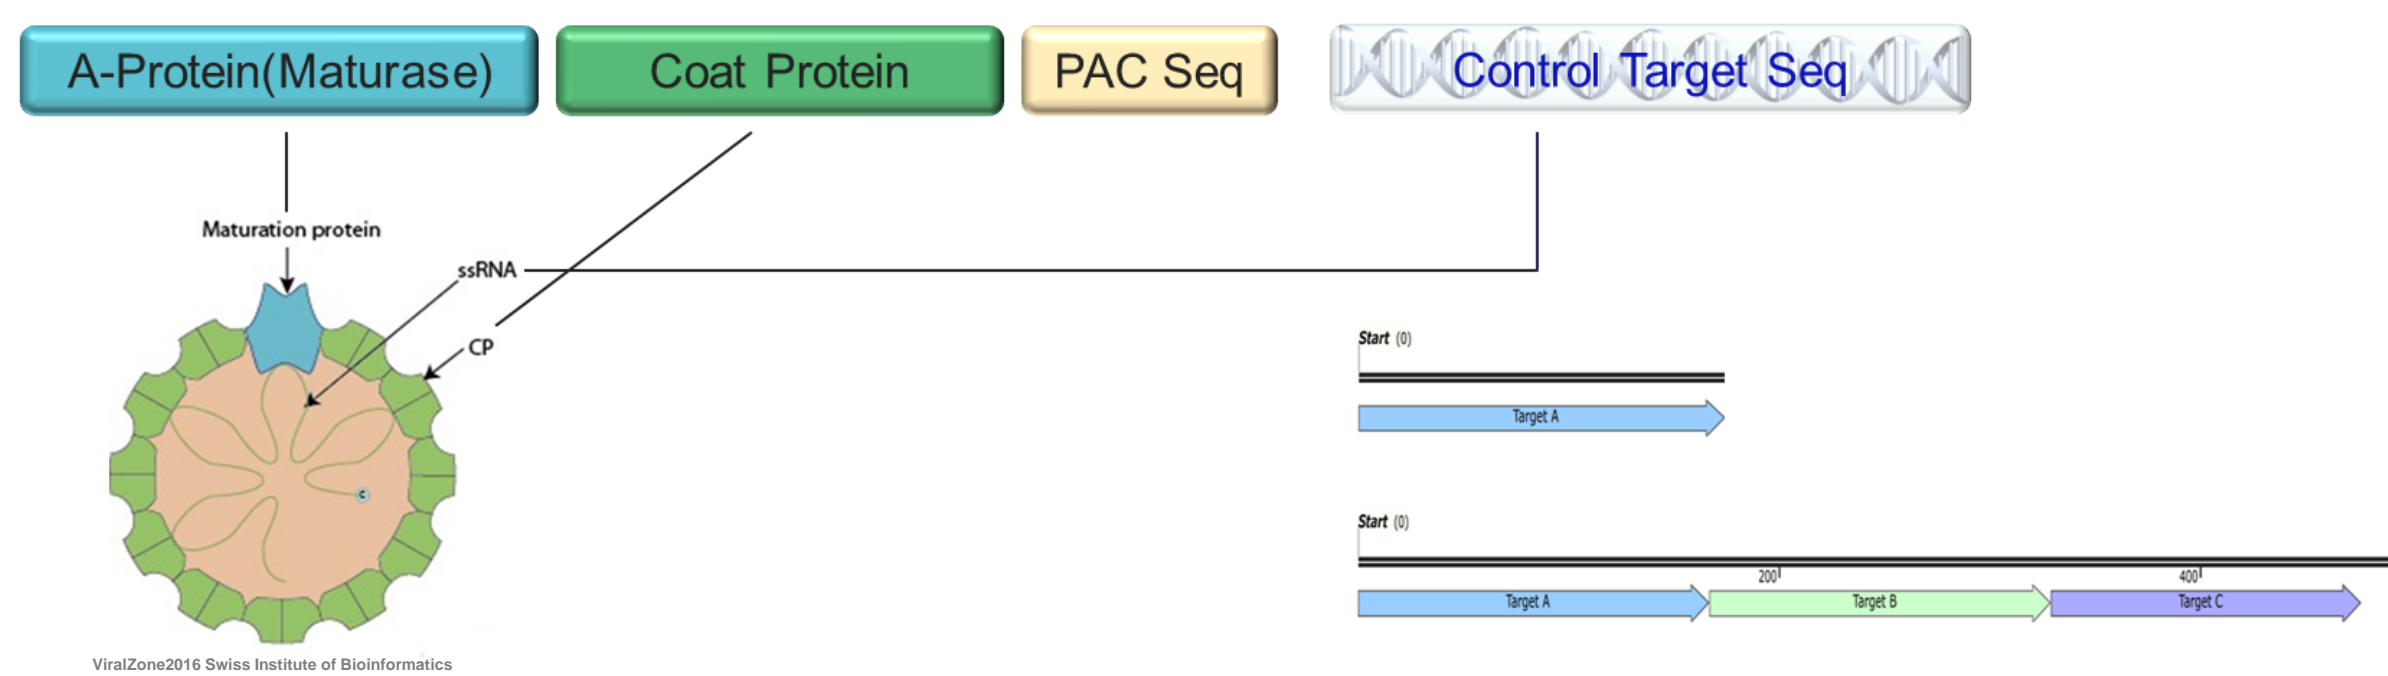 A-Protein(Maturase)
Coat Protein
PAC Seq
Control Target Seq
Maturation protein
ssRNA
CP
C
Start (0)
Target A
Start (0)
200
400
Target A
Target B
Target C
ViralZone2016 Swiss Institute of Bioinformatics